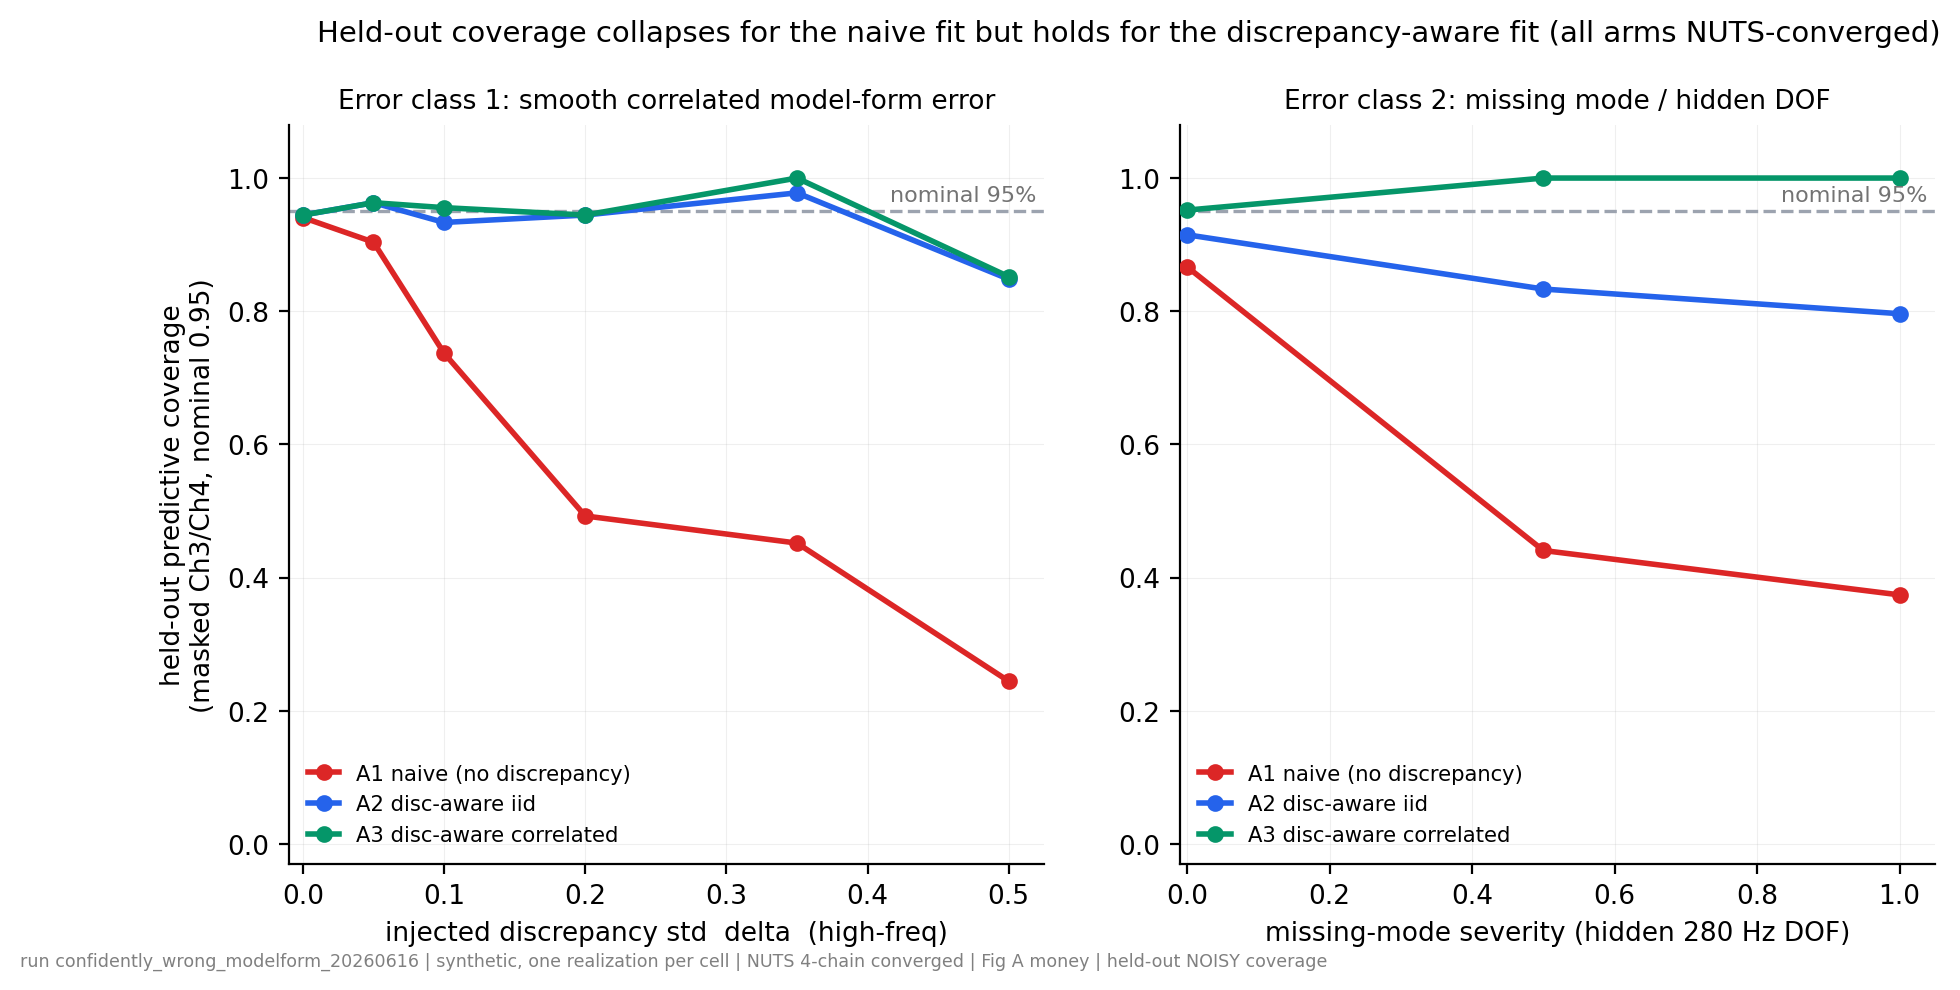 Held-out coverage collapses for the naive fit but holds for the discrepancy-aware fit (all arms NUTS-converged)
Error class 1: smooth correlated model-form error
held-out predictive coverage
(masked Ch3/Ch4, nominal 0.95)
1.0
0.8
0.6
0.4
0.2
0.0
nominal 95%
A1 naive (no discrepancy)
A2 disc-aware iid
A3 disc-aware correlated
0.0 0.1 0.2 0.3 0.4 0.5
injected discrepancy std  delta  (high-freq)
Error class 2: missing mode / hidden DOF
1.0
0.8
0.6
0.4
0.2
0.0
nominal 95%
A1 naive (no discrepancy)
A2 disc-aware iid
A3 disc-aware correlated
0.0 0.2 0.4 0.6 0.8 1.0
missing-mode severity (hidden 280 Hz DOF)
run confidently_wrong_modelform_20260616 | synthetic, one realization per cell | NUTS 4-chain converged | Fig A money | held-out NOISY coverage